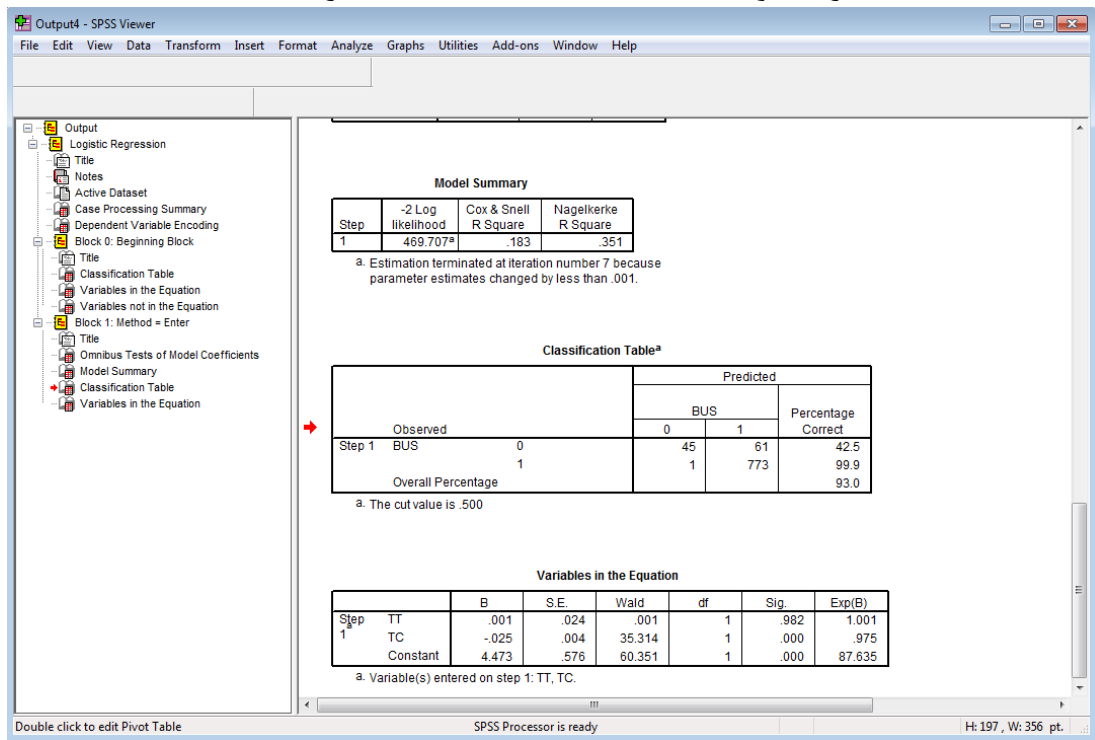 Output4 - SPSS Viewer
File Edit View Data Transform Insert Format Analyze Graphs Utilities Add-ons Window Help
Output
Logistic Regression
Title
Notes
Active Dataset
Case Processing Summary
Dependent Variable Encoding
Block 0: Beginning Block
Title
Classification Table
Variables in the Equation
Variables not in the Equation
Block 1: Method = Enter
Title
Omnibus Tests of Model Coefficients
Model Summary
Classification Table
Variables in the Equation
Model Summary
Step -2 Log likelihood Cox & Snell R Square Nagelkerke R Square
1 469.707a .183 .351
a. Estimation terminated at iteration number 7 because
parameter estimates changed by less than .001.
Classification Tablea
Predicted
BUS Percentage Correct
Observed 0 1
Step 1 BUS 0 45 61 42.5
1 1 773 99.9
Overall Percentage 93.0
a. The cut value is .500
Variables in the Equation
B S.E. Wald df Sig. Exp(B)
Step 1a TT .001 .024 .001 1 .982 1.001
TC -.025 .004 35.314 1 .000 .975
Constant 4.473 .576 60.351 1 .000 87.635
a. Variable(s) entered on step 1: TT, TC.
Double click to edit Pivot Table SPSS Processor is ready H: 197 , W: 356 pt.